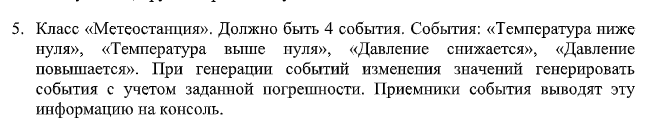 5. Класс «Метеостанция». Должно быть 4 события. События: «Температура ниже
нуля», «Температура выше нуля», «Давление снижается», «Давление
повышается». При генерации событий изменения значений генерировать
события с учетом заданной погрешности. Приемники события выводят эту
информацию на консоль.